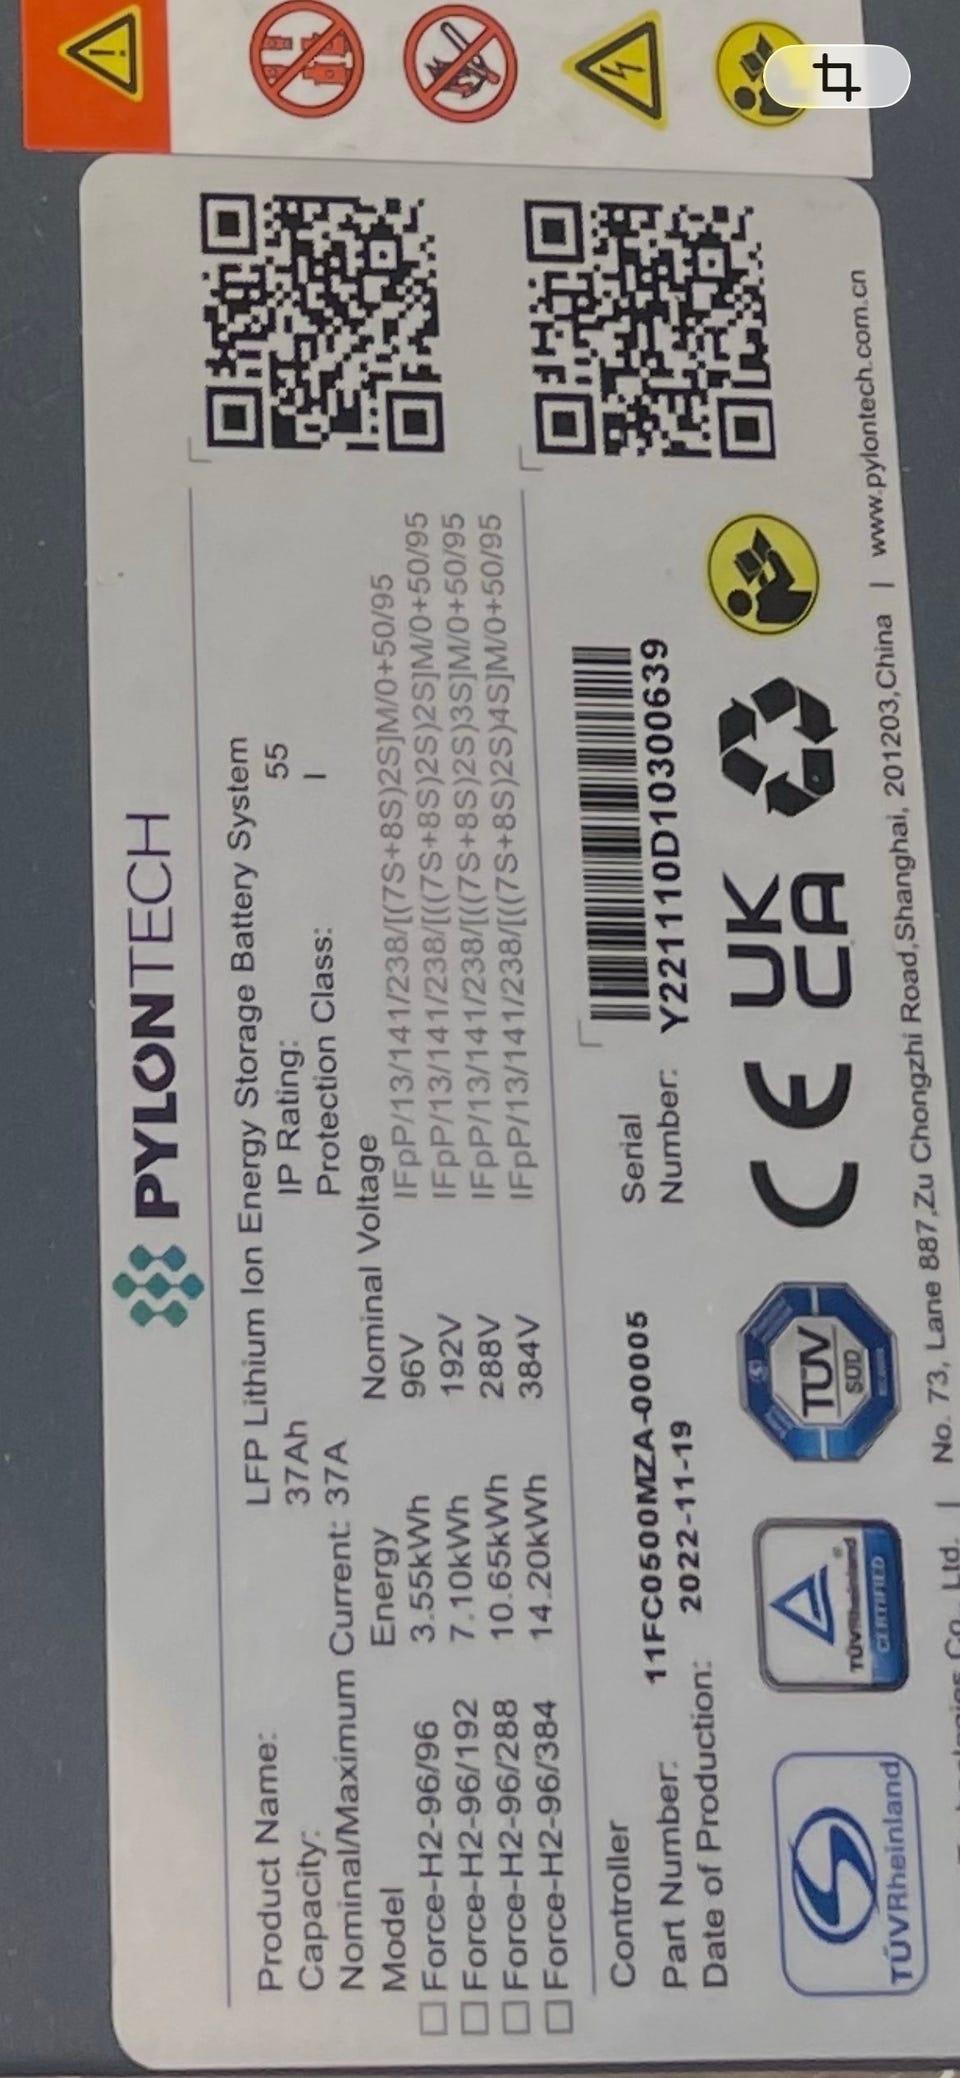 PYLONTECH
Product Name: LFP Lithium Ion Energy Storage Battery System
Capacity: 37Ah IP Rating: 55
Nominal/Maximum Current: 37A Protection Class: I
Model Energy Nominal Voltage
Force-H2-96/96 3.55kWh 96V IFpP/13/141/238/[(7S+8S)2S]M/0+50/95
Force-H2-96/192 7.10kWh 192V IFpP/13/141/238/[((7S+8S)2S)2S]M/0+50/95
Force-H2-96/288 10.65kWh 288V IFpP/13/141/238/[((7S+8S)2S)3S]M/0+50/95
Force-H2-96/384 14.20kWh 384V IFpP/13/141/238/[((7S+8S)2S)4S]M/0+50/95
Controller
Part Number: 11FC0500MZA-00005
Date of Production: 2022-11-19
Serial
Number: Y221110D10300639
TÜVRheinland
TÜVRheinland®
CERTIFIED
TÜV
SÜD
CE
UK
CA
Co., Ltd. | No. 73, Lane 887,Zu Chongzhi Road,Shanghai, 201203,China | www.pylontech.com.cn